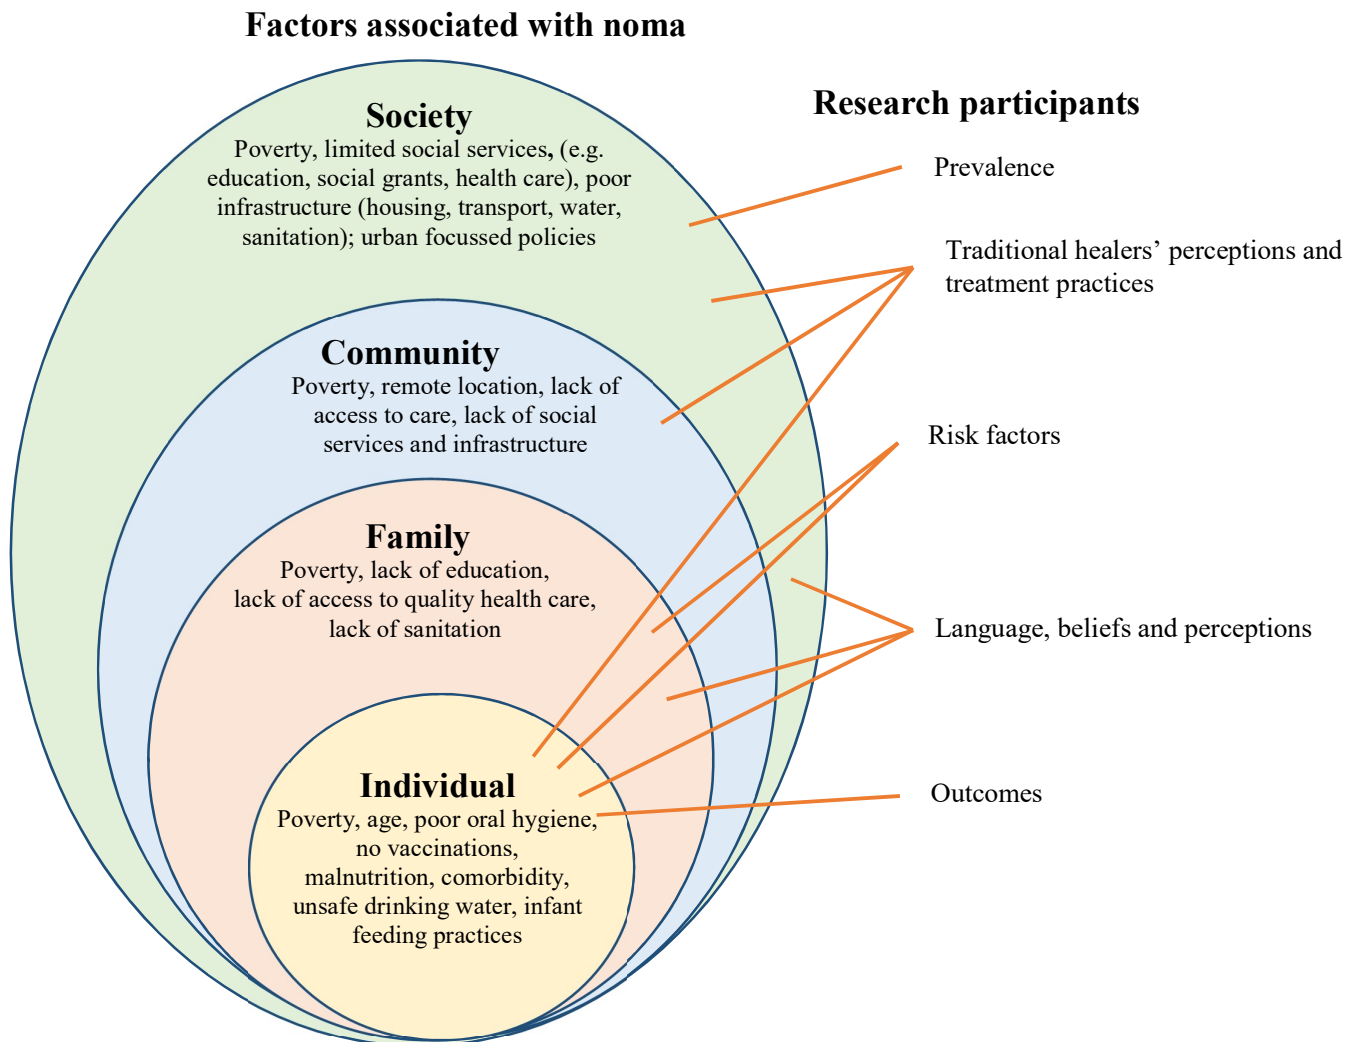 Factors associated with noma
Society
Poverty, limited social services, (e.g.
education, social grants, health care), poor
infrastructure (housing, transport, water,
sanitation); urban focussed policies
Community
Poverty, remote location, lack of
access to care, lack of social
services and infrastructure
Family
Poverty, lack of education,
lack of access to quality health care,
lack of sanitation
Individual
Poverty, age, poor oral hygiene,
no vaccinations,
malnutrition, comorbidity,
unsafe drinking water, infant
feeding practices
Research participants
Prevalence
Traditional healers’ perceptions and
treatment practices
Risk factors
Language, beliefs and perceptions
Outcomes